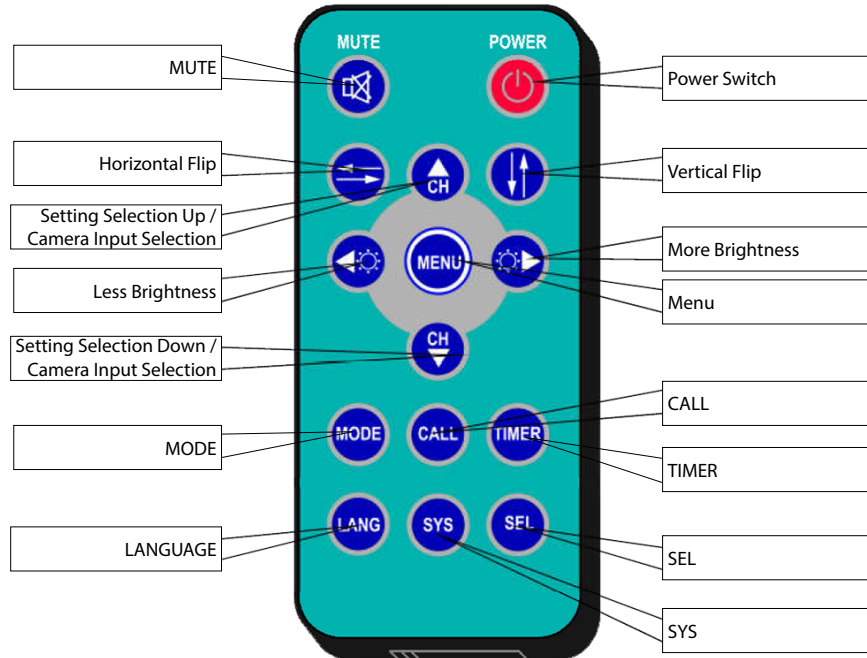 MUTE POWER
MUTE
Power Switch
Horizontal Flip
Vertical Flip
CH
Setting Selection Up /
Camera Input Selection
More Brightness
MENU
Less Brightness
Menu
CH
Setting Selection Down /
Camera Input Selection
CALL
MODE CALL TIMER
MODE
TIMER
LANG SYS SEL
LANGUAGE
SEL
SYS